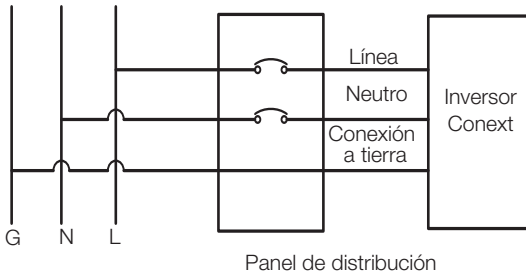 Línea
Neutro
Conexión
a tierra
Inversor
Conext
G N L
Panel de distribución